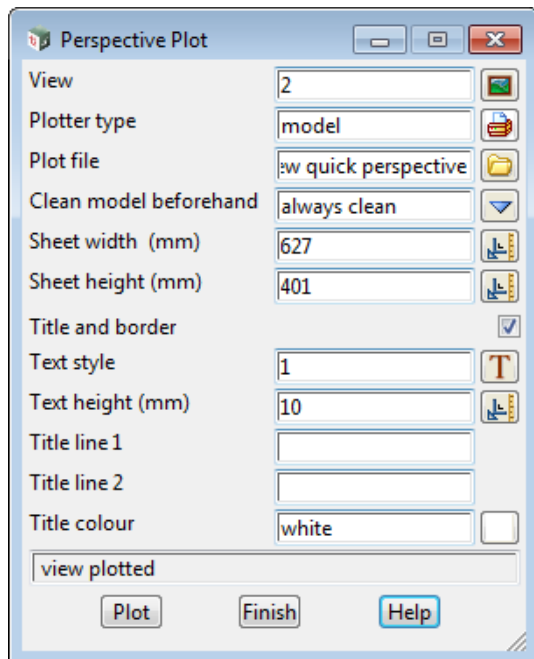 Perspective Plot
View 2
Plotter type model
Plot file ew quick perspective
Clean model beforehand always clean
Sheet width (mm) 627
Sheet height (mm) 401
Title and border
Text style 1 T
Text height (mm) 10
Title line 1
Title line 2
Title colour white
view plotted
Plot Finish Help